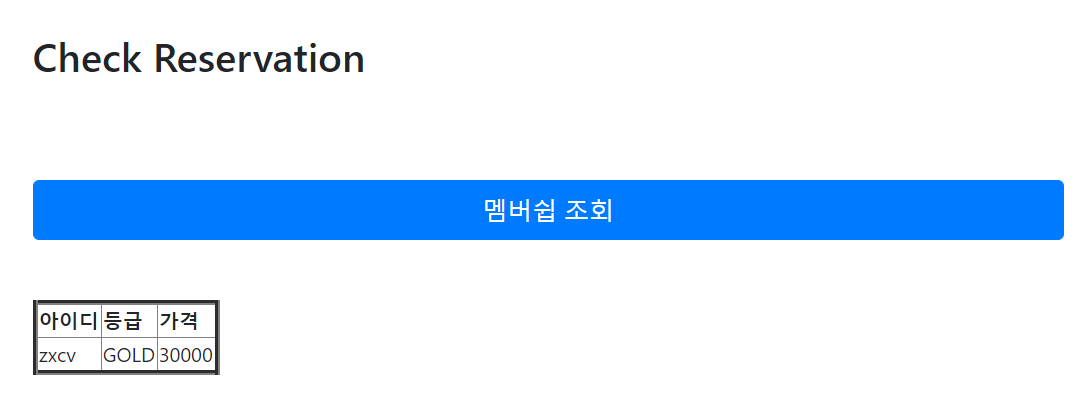 Check Reservation
멤버쉽 조회
아이디 등급 가격
zxcv GOLD 30000